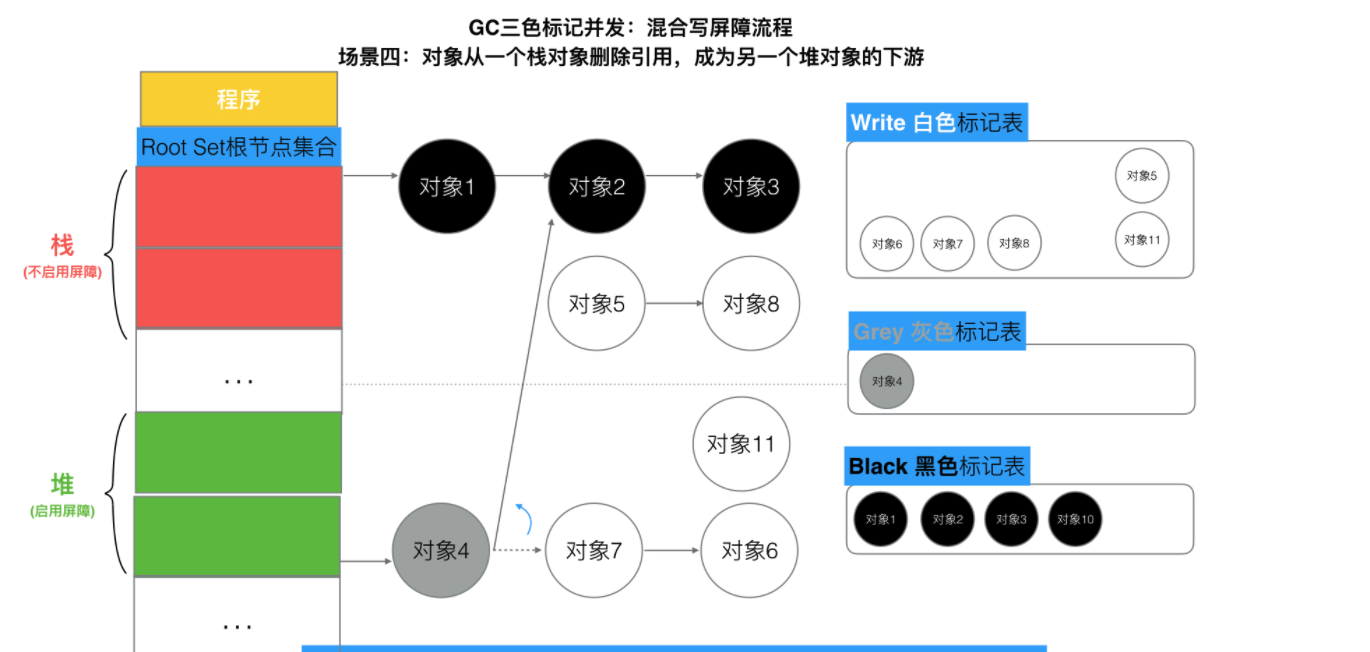 GC三色标记并发：混合写屏障流程
场景四：对象从一个栈对象删除引用，成为另一个堆对象的下游
程序
Root Set根节点集合
栈
(不启用屏障)
...
堆
(启用屏障)
...
对象1
对象2
对象3
对象5
对象8
对象11
对象4
对象7
对象6
Write 白色标记表
对象5
对象6
对象7
对象8
对象11
Grey 灰色标记表
对象4
Black 黑色标记表
对象1
对象2
对象3
对象10